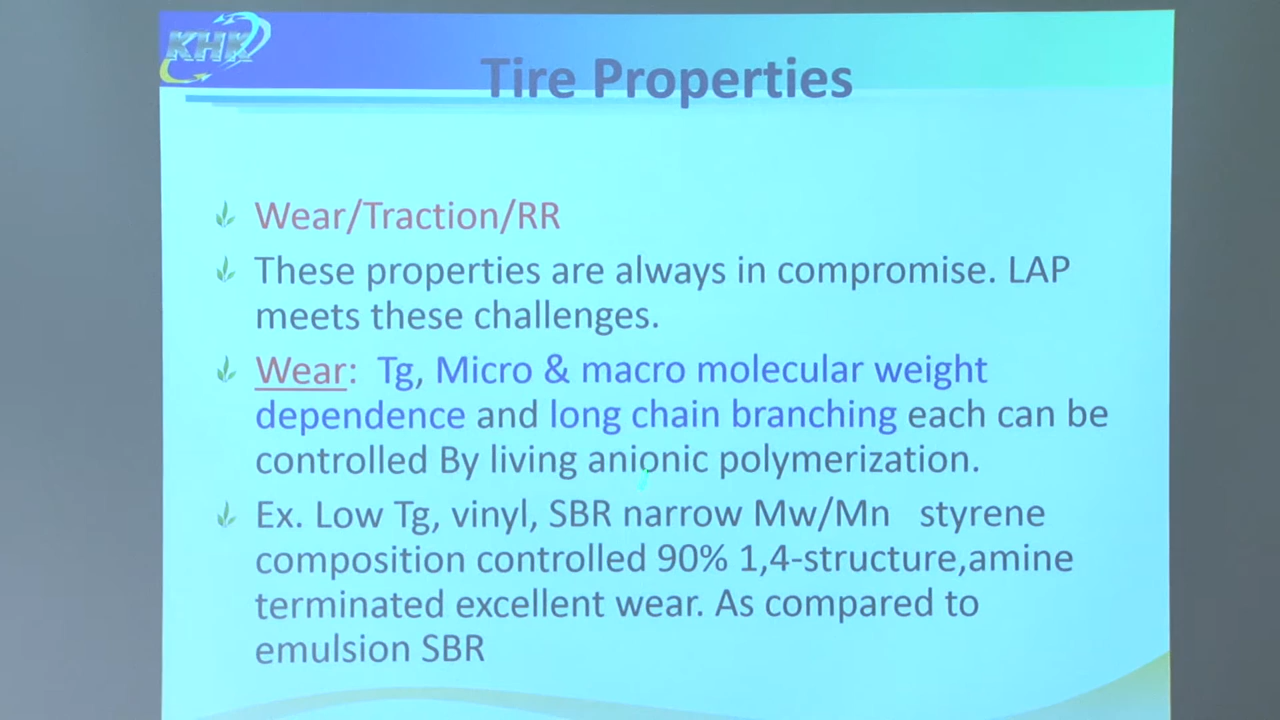 KHK
Tire Properties
Wear/Traction/RR
These properties are always in compromise. LAP
meets these challenges.
Wear: Tg, Micro & macro molecular weight
dependence and long chain branching each can be
controlled By living anionic polymerization.
Ex. Low Tg, vinyl, SBR narrow Mw/Mn styrene
composition controlled 90% 1,4-structure,amine
terminated excellent wear. As compared to
emulsion SBR